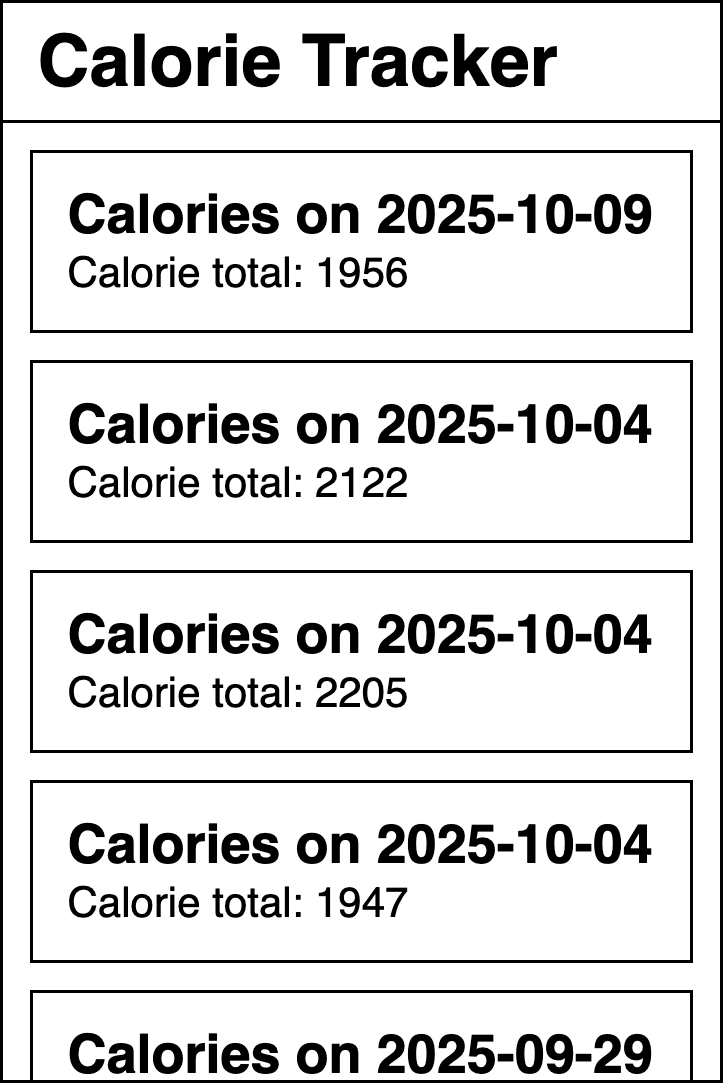 Calorie Tracker
Calories on 2025-10-09
Calorie total: 1956
Calories on 2025-10-04
Calorie total: 2122
Calories on 2025-10-04
Calorie total: 2205
Calories on 2025-10-04
Calorie total: 1947
Calories on 2025-09-29